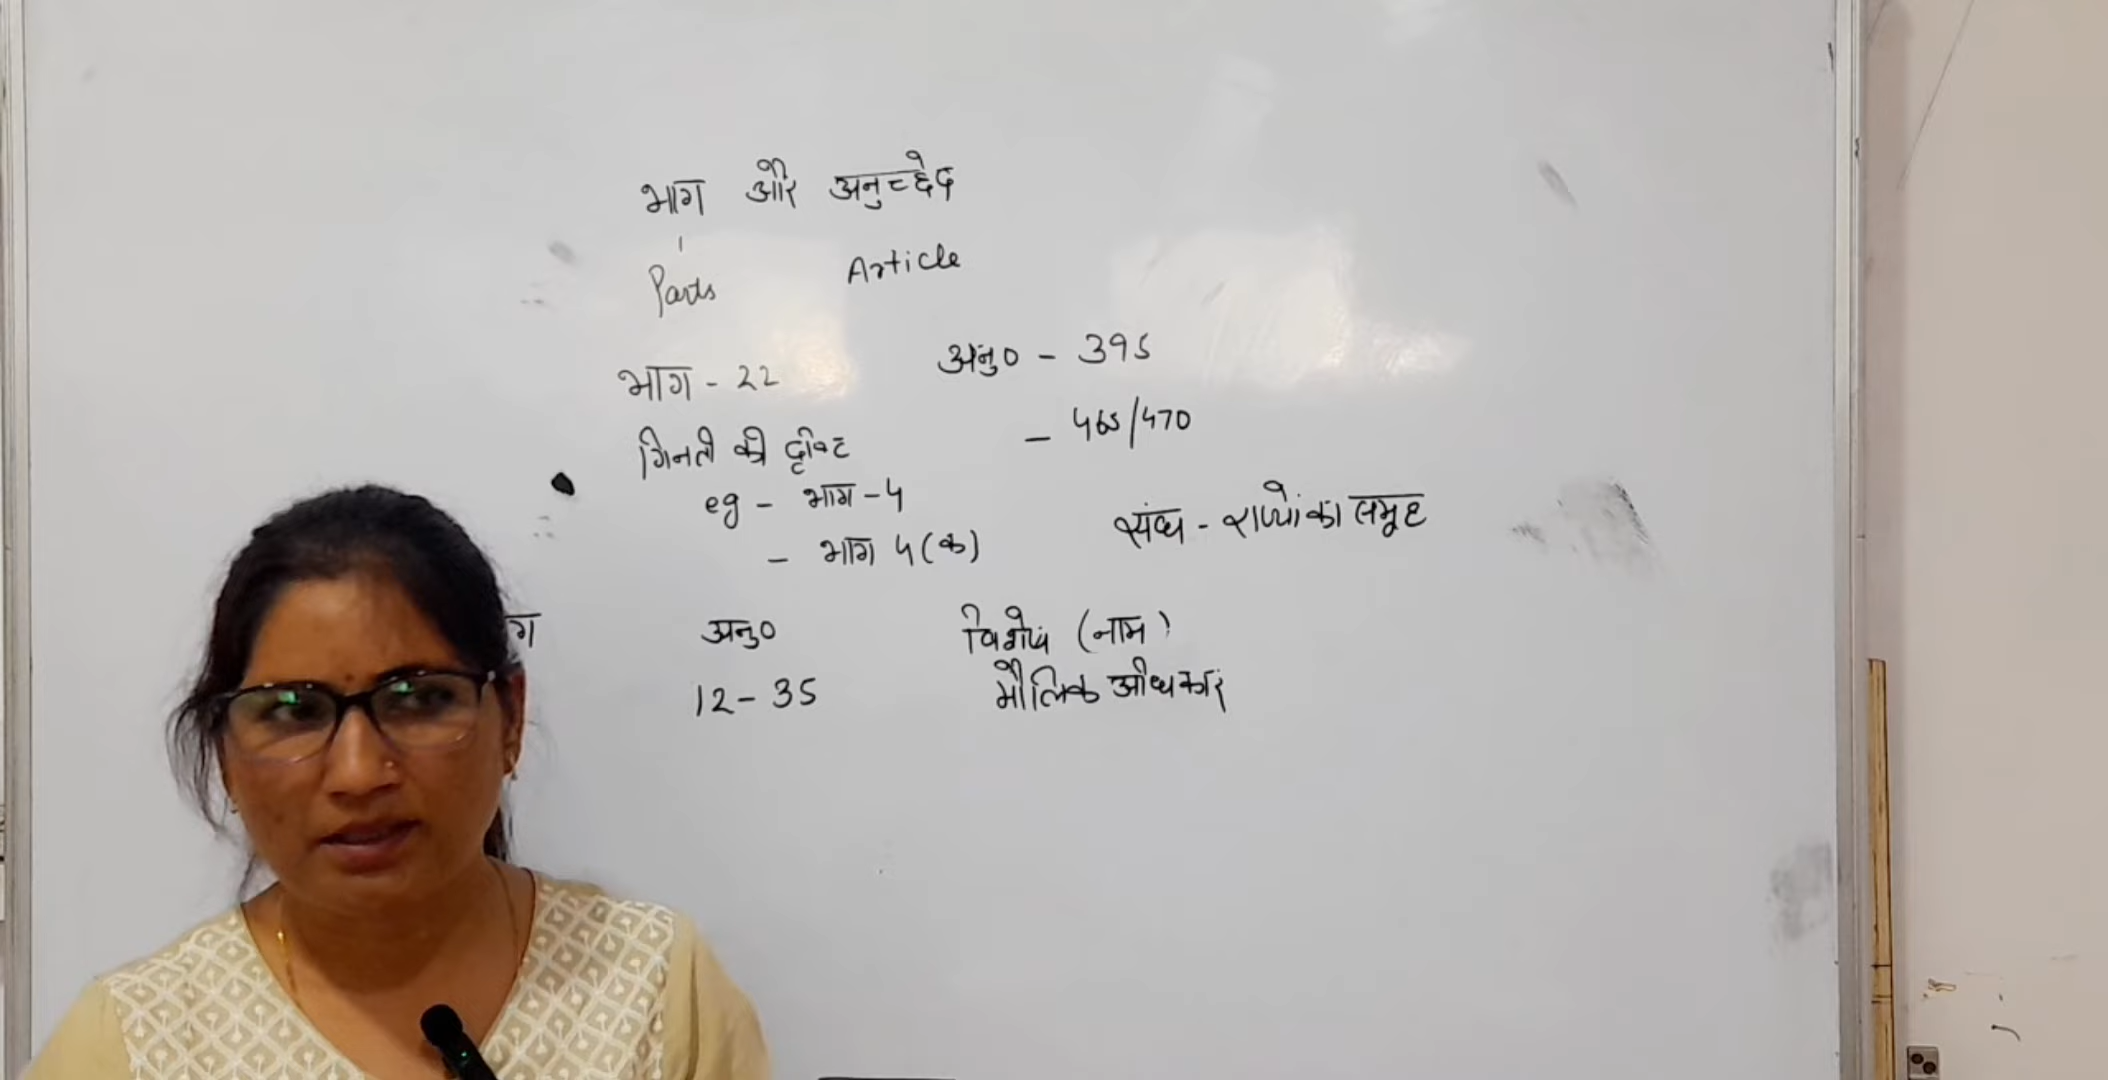 भाग और अनुच्छेद
Parts Article
भाग - 22 अनु० - 395
- 465/470
गिनती की दृष्टि
eg - भाग - 4
- भाग 4 (क)
संघ - राज्यों का समूह
ग अनु० विशेष (नाम)
12 - 35 मौलिक अधिकार